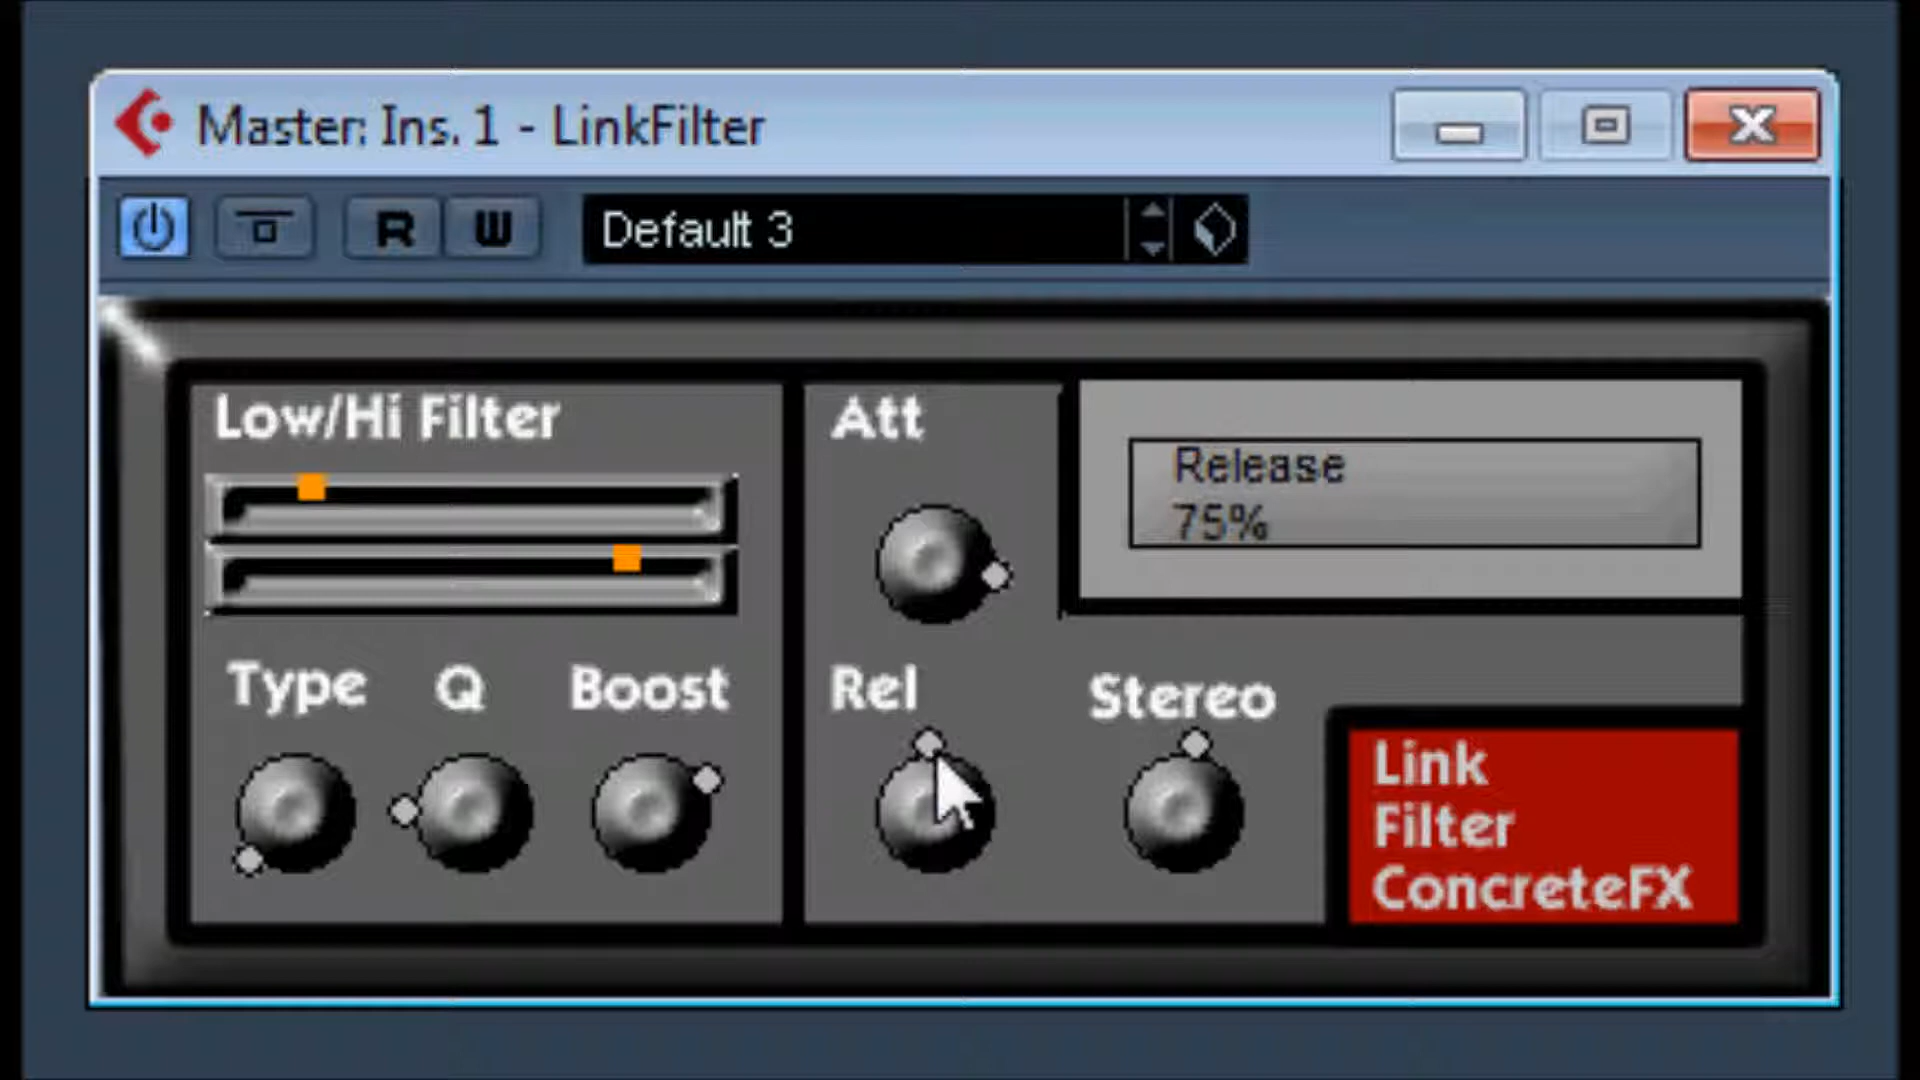 Master: Ins. 1 - LinkFilter
R W Default 3
Low/Hi Filter
Att
Release
75%
Type Q Boost
Rel
Stereo
Link
Filter
ConcreteFX